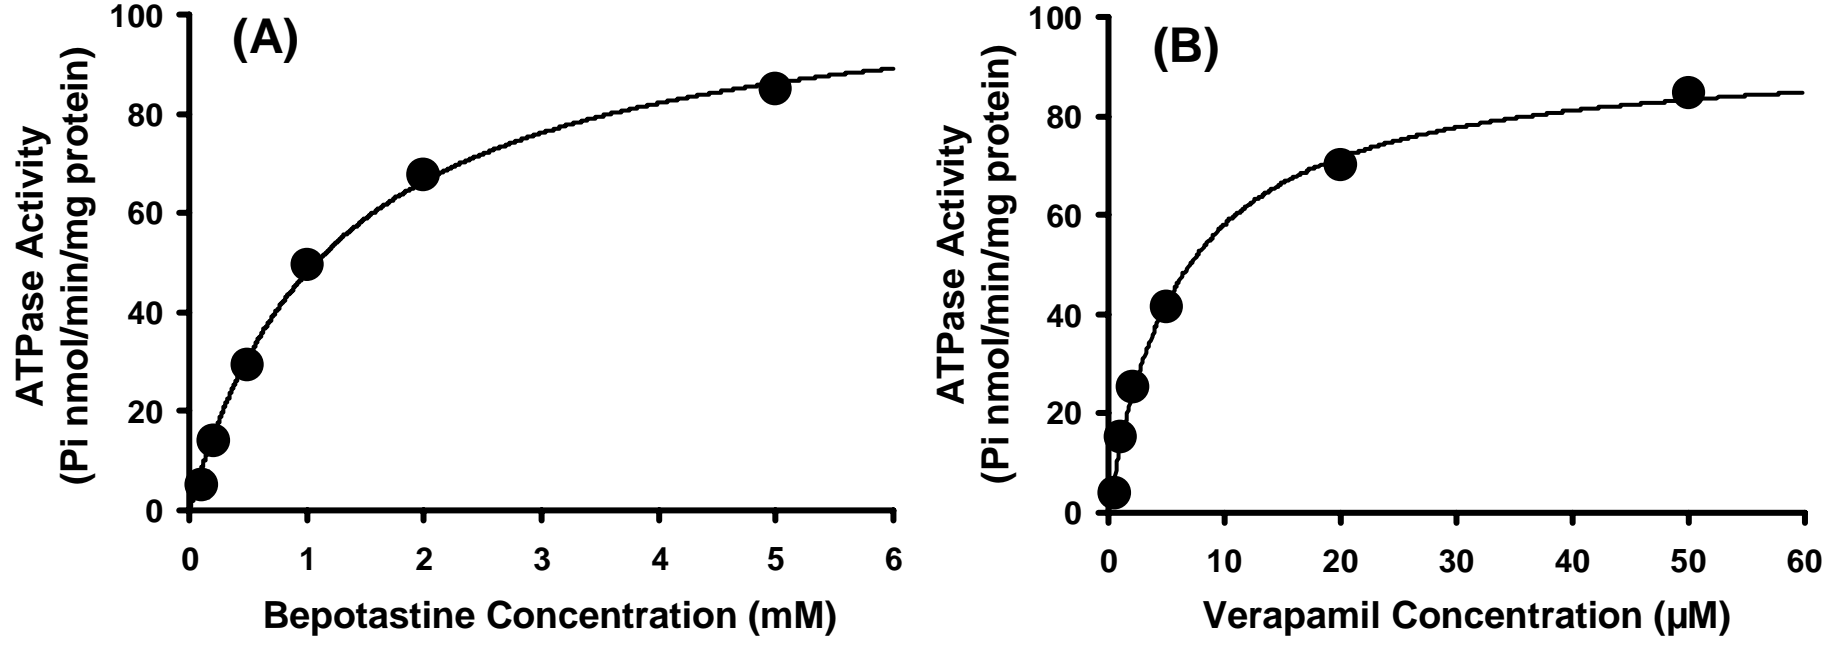 (A)
ATPase Activity
(Pi nmol/min/mg protein)
100
80
60
40
20
0
0 1 2 3 4 5 6
Bepotastine Concentration (mM)
(B)
ATPase Activity
(Pi nmol/min/mg protein)
100
80
60
40
20
0
0 10 20 30 40 50 60
Verapamil Concentration (µM)